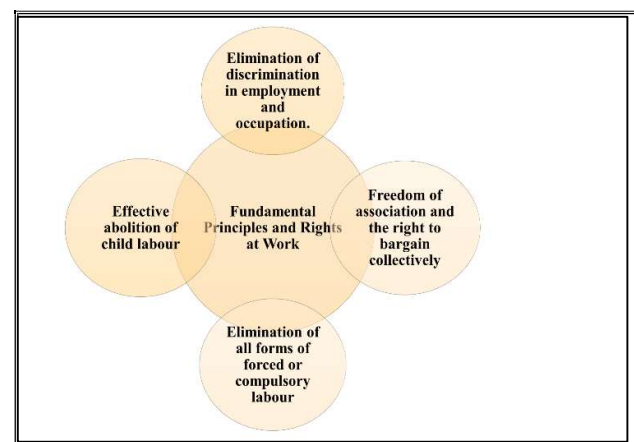 Elimination of
discrimination
in employment
and
occupation.
Effective
abolition of
child labour
Fundamental
Principles and Rights
at Work
Freedom of
association and
the right to
bargain
collectively
Elimination of
all forms of
forced or
compulsory
labour